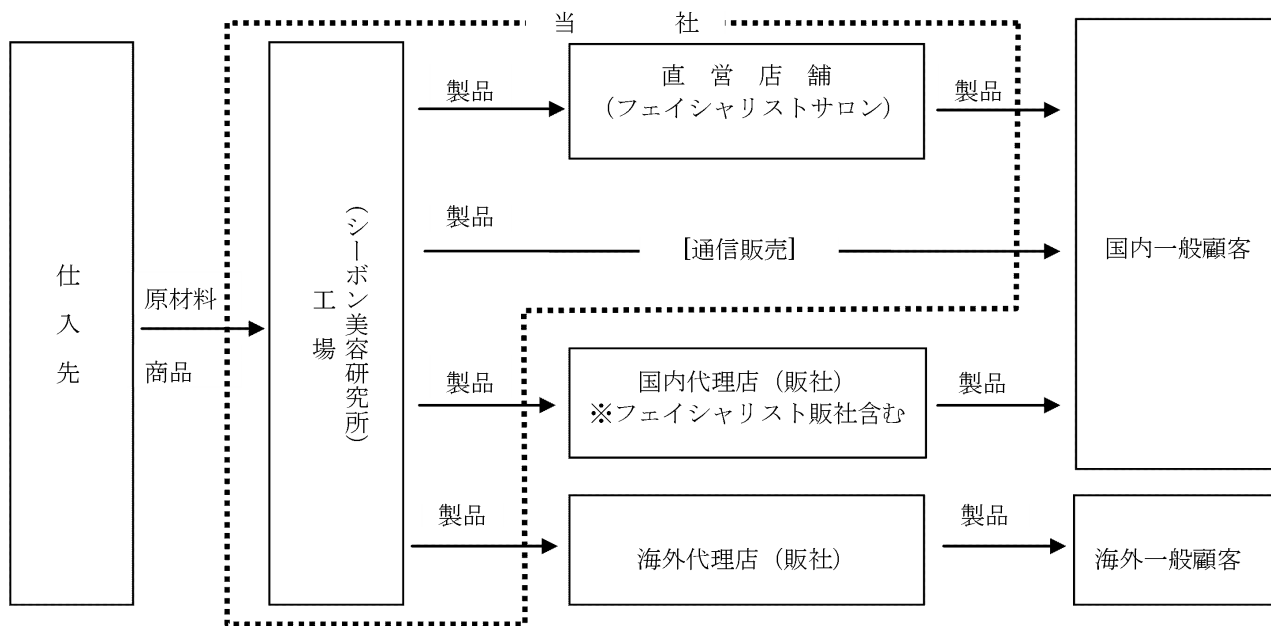 当　　　社
仕入先
原材料
商品
工場
（シーボン美容研究所）
製品
直営店舗
（フェイシャリストサロン）
製品
製品
[通信販売]
国内一般顧客
製品
国内代理店（販社）
※フェイシャリスト販社含む
製品
製品
海外代理店（販社）
製品
海外一般顧客